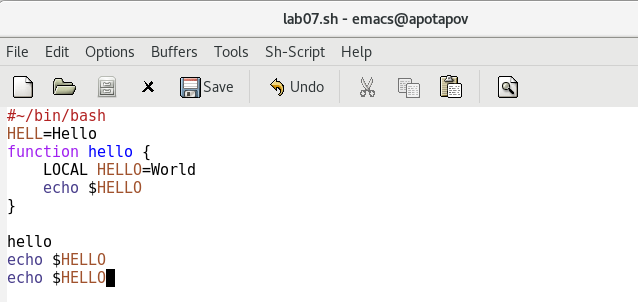 lab07.sh - emacs@apotapov
File Edit Options Buffers Tools Sh-Script Help
Save Undo
#~/bin/bash
HELL=Hello
function hello {
    LOCAL HELLO=World
    echo $HELLO
}

hello
echo $HELLO
echo $HELLO